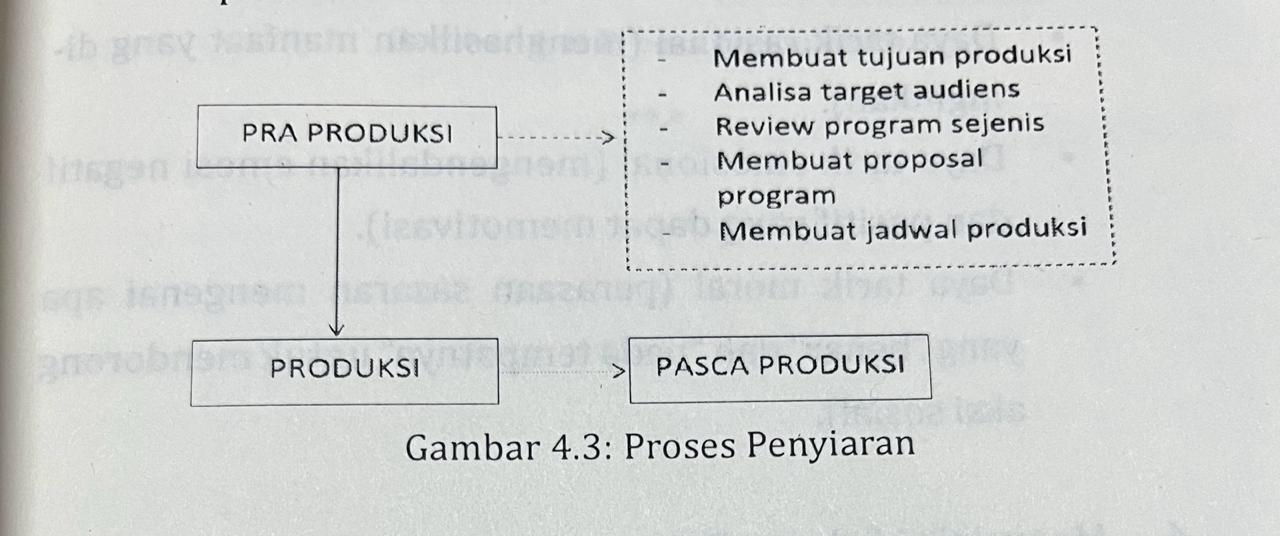 PRA PRODUKSI
- Membuat tujuan produksi
- Analisa target audiens
- Review program sejenis
- Membuat proposal
program
- Membuat jadwal produksi
PRODUKSI
PASCA PRODUKSI
Gambar 4.3: Proses Penyiaran